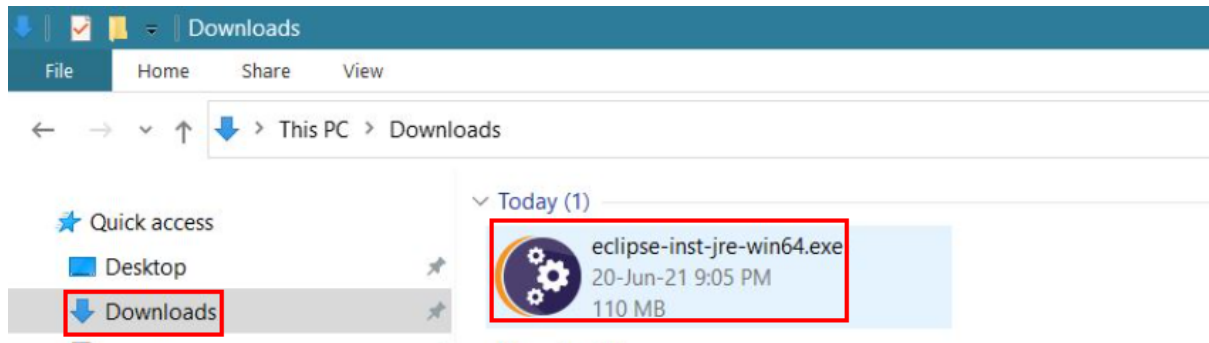 Downloads
File Home Share View
This PC > Downloads
Quick access
Desktop
Downloads
Today (1)
eclipse-inst-jre-win64.exe
20-Jun-21 9:05 PM
110 MB